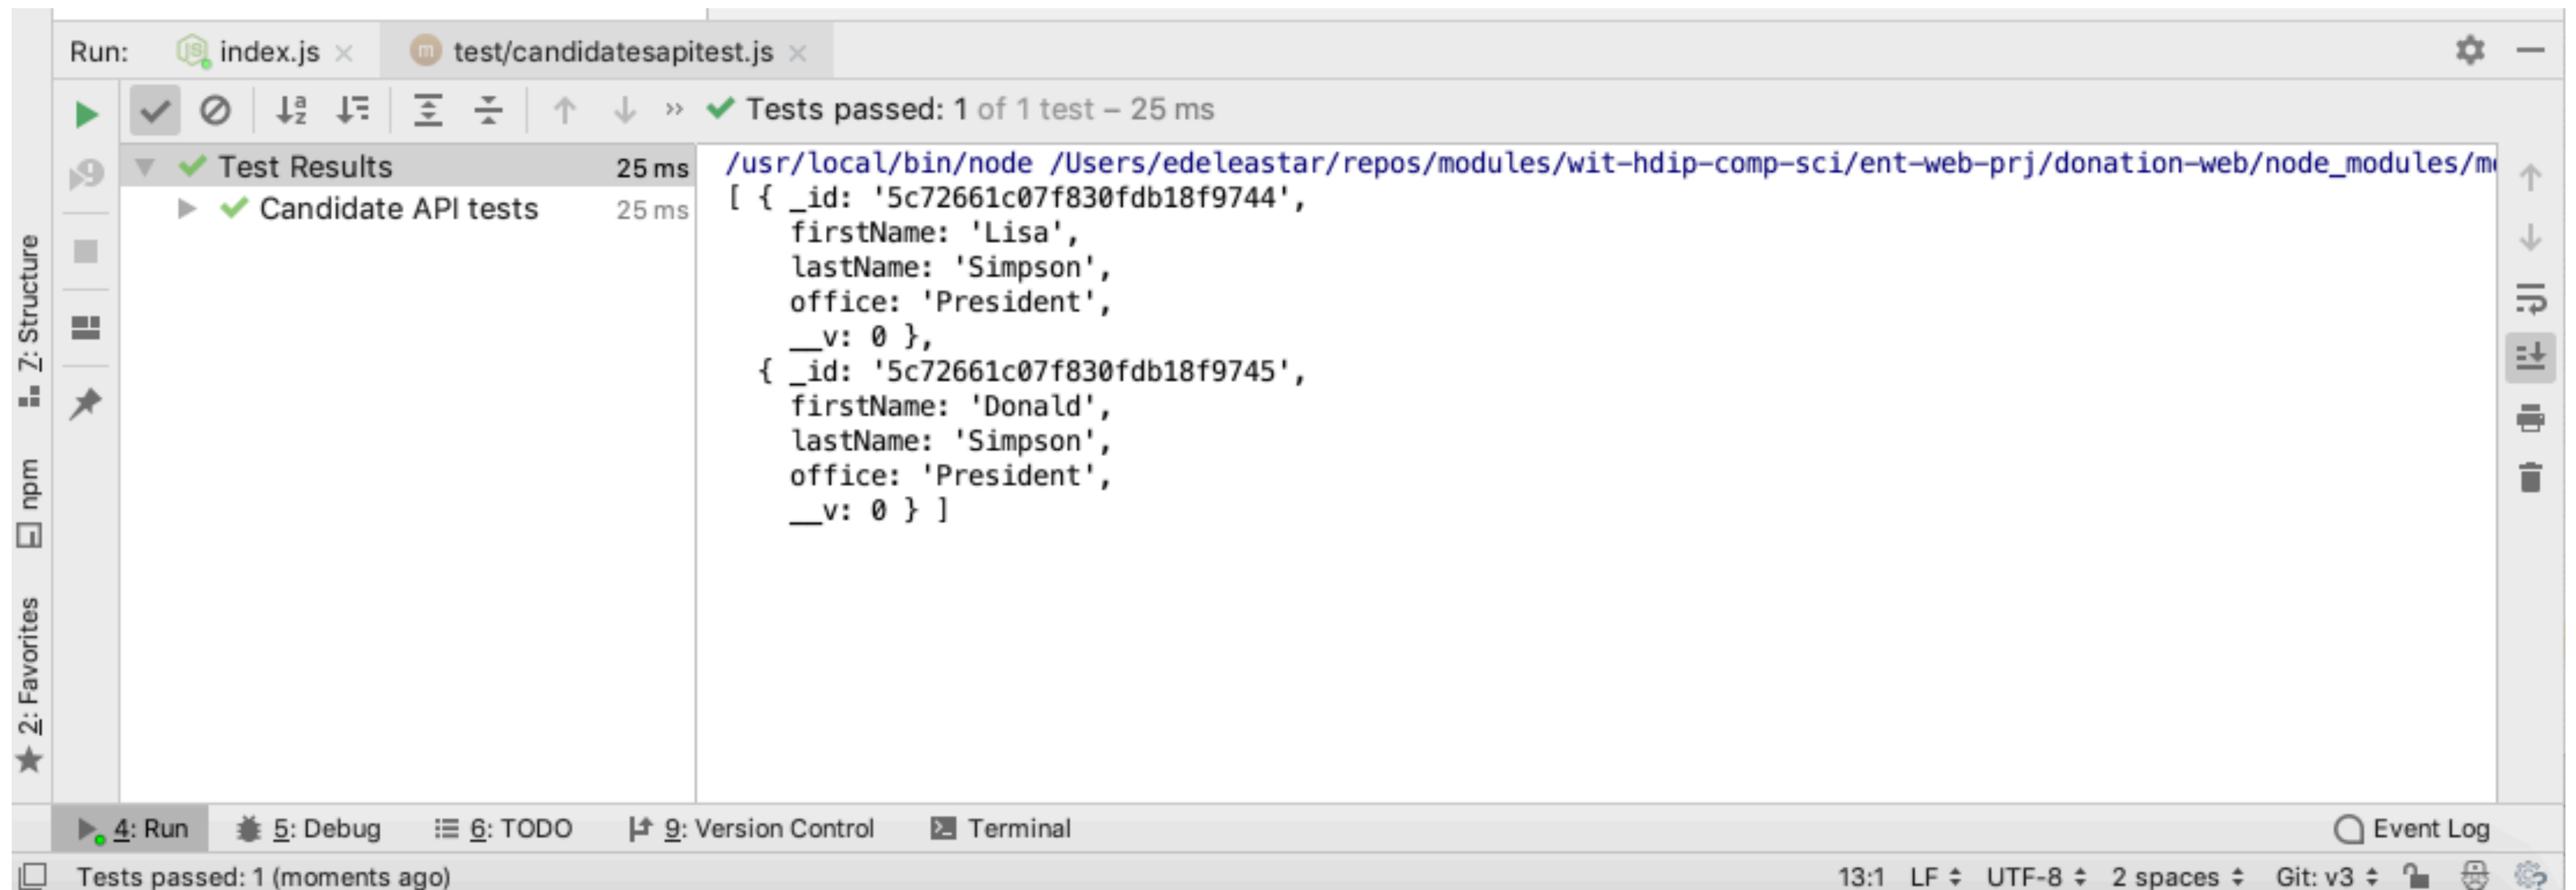 Run: index.js test/candidatesapitest.js
Tests passed: 1 of 1 test – 25 ms
Test Results 25 ms
Candidate API tests 25 ms
/usr/local/bin/node /Users/edeleastar/repos/modules/wit-hdip-comp-sci/ent-web-prj/donation-web/node_modules/m
[ { _id: '5c72661c07f830fdb18f9744',
firstName: 'Lisa',
lastName: 'Simpson',
office: 'President',
__v: 0 },
{ _id: '5c72661c07f830fdb18f9745',
firstName: 'Donald',
lastName: 'Simpson',
office: 'President',
__v: 0 } ]
7: Structure
npm
2: Favorites
4: Run 5: Debug 6: TODO 9: Version Control Terminal Event Log
Tests passed: 1 (moments ago) 13:1 LF UTF-8 2 spaces Git: v3